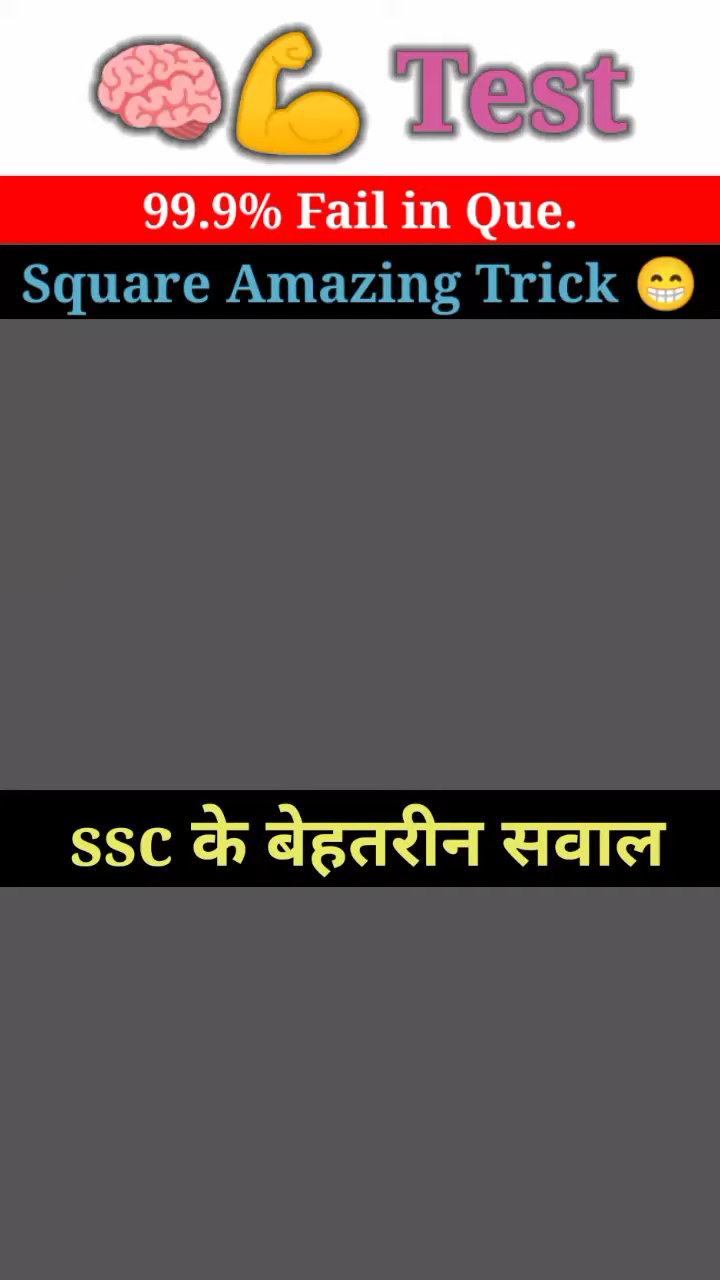 🧠💪 Test
99.9% Fail in Que.
Square Amazing Trick 😁
ssc के बेहतरीन सवाल